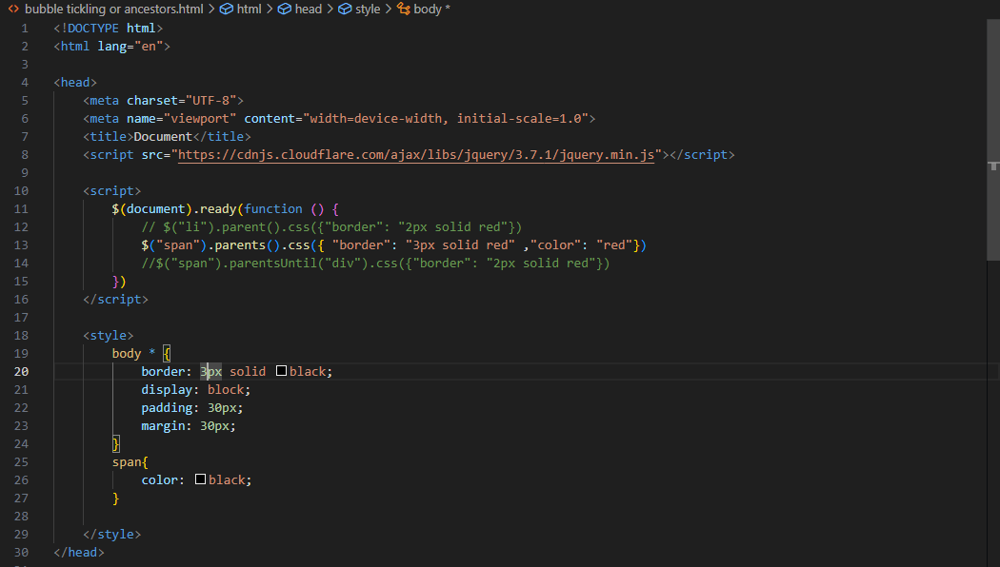 bubble tickling or ancestors.html > html > head > style > body *
1 <!DOCTYPE html>
2 <html lang="en">
3
4 <head>
5 <meta charset="UTF-8">
6 <meta name="viewport" content="width=device-width, initial-scale=1.0">
7 <title>Document</title>
8 <script src="https://cdnjs.cloudflare.com/ajax/libs/jquery/3.7.1/jquery.min.js"></script>
9
10 <script>
11 $(document).ready(function () {
12 // $("li").parent().css({"border": "2px solid red"})
13 $("span").parents().css({ "border": "3px solid red" ,"color": "red"})
14 //$("span").parentsUntil("div").css({"border": "2px solid red"})
15 })
16 </script>
17
18 <style>
19 body * {
20 border: 3px solid black;
21 display: block;
22 padding: 30px;
23 margin: 30px;
24 }
25 span{
26 color: black;
27 }
28
29 </style>
30 </head>